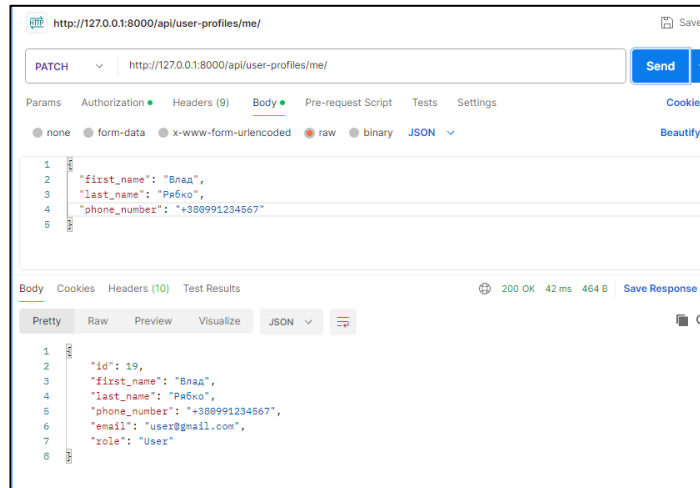 HTTP http://127.0.0.1:8000/api/user-profiles/me/ Save
PATCH http://127.0.0.1:8000/api/user-profiles/me/ Send
Params Authorization Headers (9) Body Pre-request Script Tests Settings Cookie
none form-data x-www-form-urlencoded raw binary JSON Beautify
1 {
2 "first_name": "Влад",
3 "last_name": "Рябко",
4 "phone_number": "+380991234567"
5 }
Body Cookies Headers (10) Test Results 200 OK 42 ms 464 B Save Response
Pretty Raw Preview Visualize JSON
1 {
2 "id": 19,
3 "first_name": "Влад",
4 "last_name": "Рябко",
5 "phone_number": "+380991234567",
6 "email": "user@gmail.com",
7 "role": "User"
8 }